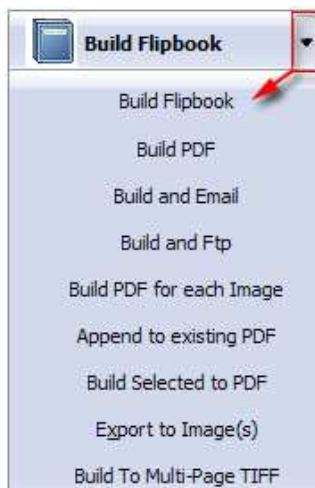 Build Flipbook
Build Flipbook
Build PDF
Build and Email
Build and Ftp
Build PDF for each Image
Append to existing PDF
Build Selected to PDF
Export to Image(s)
Build To Multi-Page TIFF